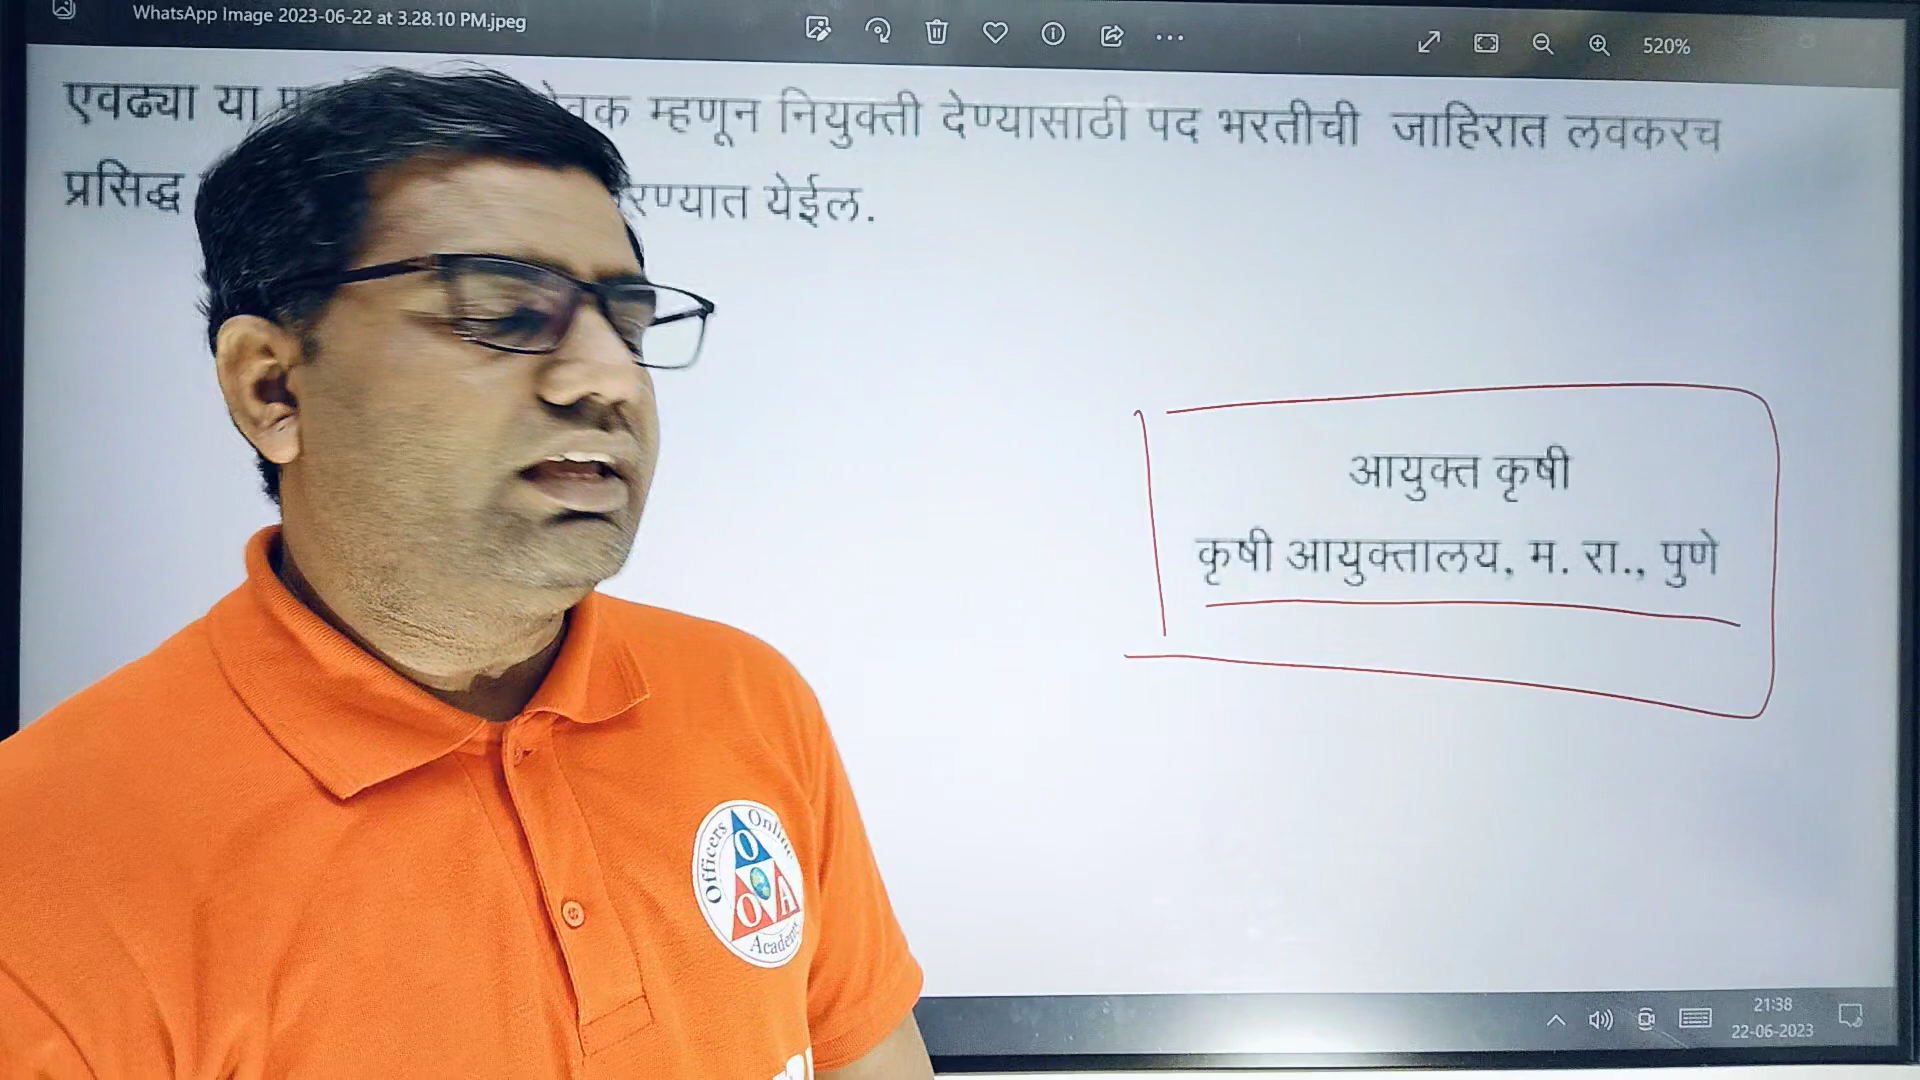 WhatsApp Image 2023-06-22 at 3.28.10 PM.jpeg
520%
एवढ्या या म्हणून नियुक्ती देण्यासाठी पद भरतीची जाहिरात लवकरच
प्रसिद्ध येईल.
आयुक्त कृषी
कृषी आयुक्तालय, म. रा., पुणे
Officers Online
O
O A
Academy
21:38
22-06-2023